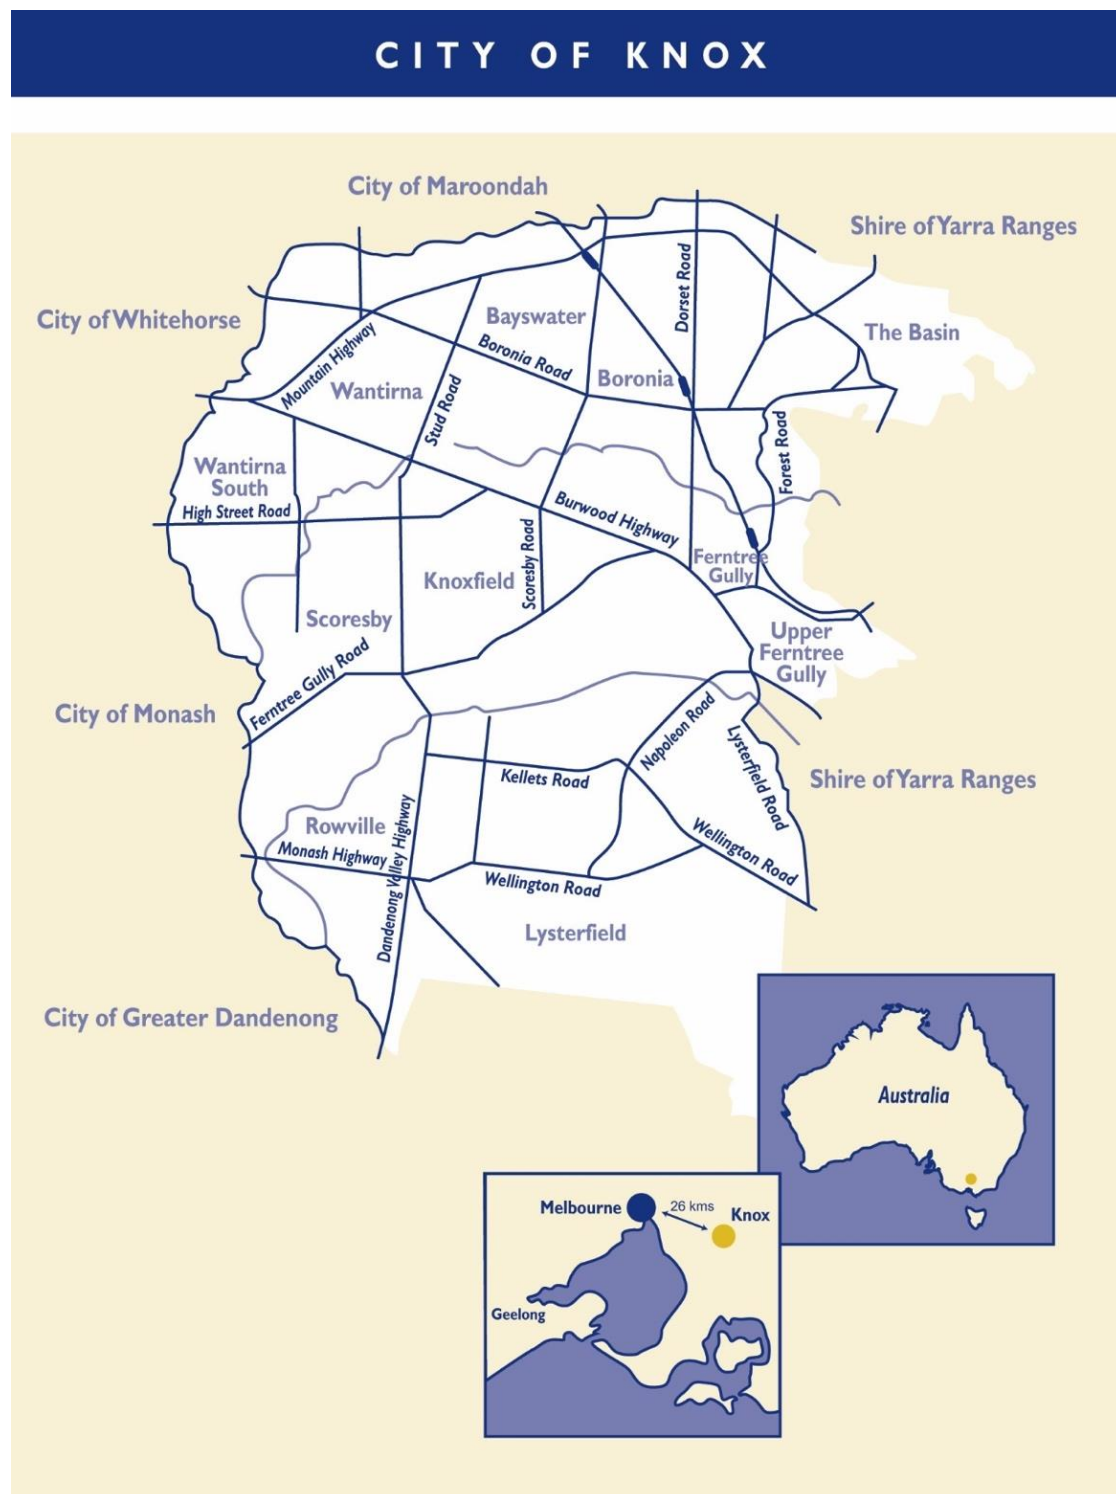 CITY OF KNOX
City of Maroondah
Shire of Yarra Ranges
City of Whitehorse
Dorset Road
Bayswater
The Basin
Mountain Highway
Boronia Road
Boronia
Wantirna
Stud Road
Forest Road
Wantirna
South
High Street Road
Burwood Highway
Scoresby Road
Ferntree
Gully
Knoxfield
Scoresby
Upper
Ferntree
Gully
Ferntree Gully Road
City of Monash
Napoleon Road
Lysterfield Road
Kellets Road
Shire of Yarra Ranges
Rowville
Monash Highway
Dandenong Valley Highway
Wellington Road
Wellington Road
Lysterfield
City of Greater Dandenong
Australia
Melbourne
26 kms
Knox
Geelong